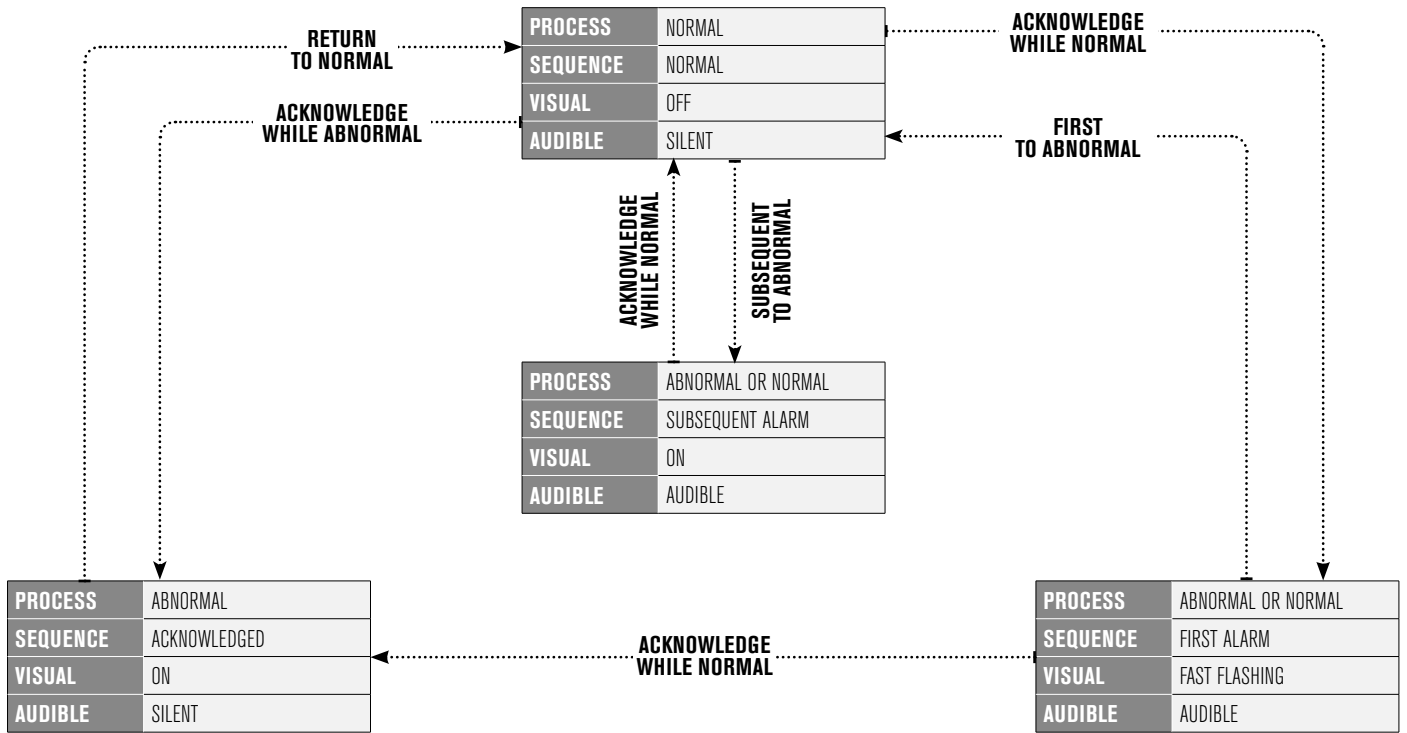 PROCESS NORMAL
SEQUENCE NORMAL
VISUAL OFF
AUDIBLE SILENT
RETURN
TO NORMAL
ACKNOWLEDGE
WHILE ABNORMAL
ACKNOWLEDGE
WHILE NORMAL
FIRST
TO ABNORMAL
ACKNOWLEDGE
WHILE NORMAL
SUBSEQUENT
TO ABNORMAL
PROCESS ABNORMAL OR NORMAL
SEQUENCE SUBSEQUENT ALARM
VISUAL ON
AUDIBLE AUDIBLE
PROCESS ABNORMAL
SEQUENCE ACKNOWLEDGED
VISUAL ON
AUDIBLE SILENT
ACKNOWLEDGE
WHILE NORMAL
PROCESS ABNORMAL OR NORMAL
SEQUENCE FIRST ALARM
VISUAL FAST FLASHING
AUDIBLE AUDIBLE